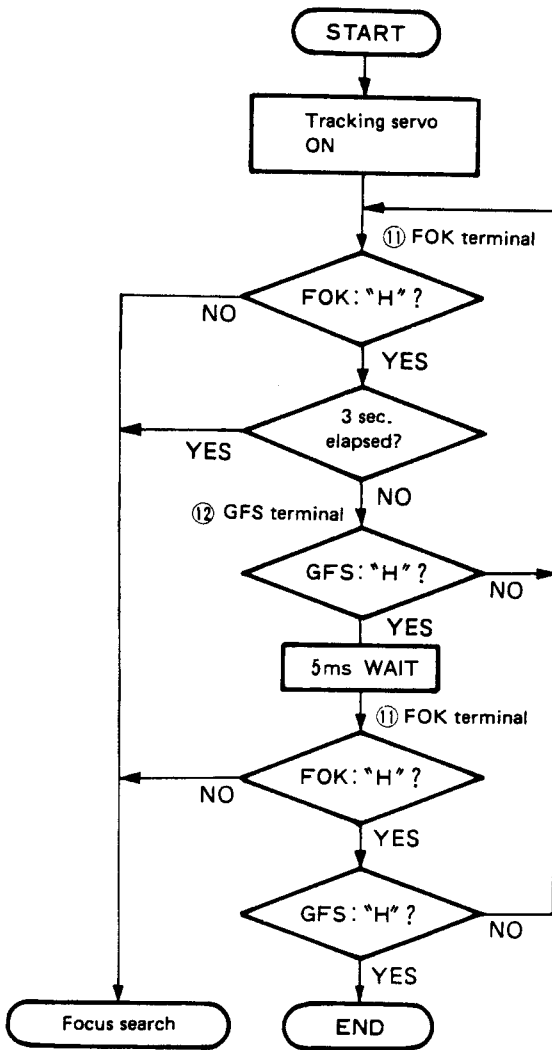 START
Tracking servo
ON
⑪ FOK terminal
FOK: "H" ?
NO
YES
3 sec.
elapsed?
YES
NO
⑫ GFS terminal
GFS: "H" ?
NO
YES
5ms WAIT
⑪ FOK terminal
FOK: "H" ?
NO
YES
GFS: "H" ?
NO
YES
Focus search
END